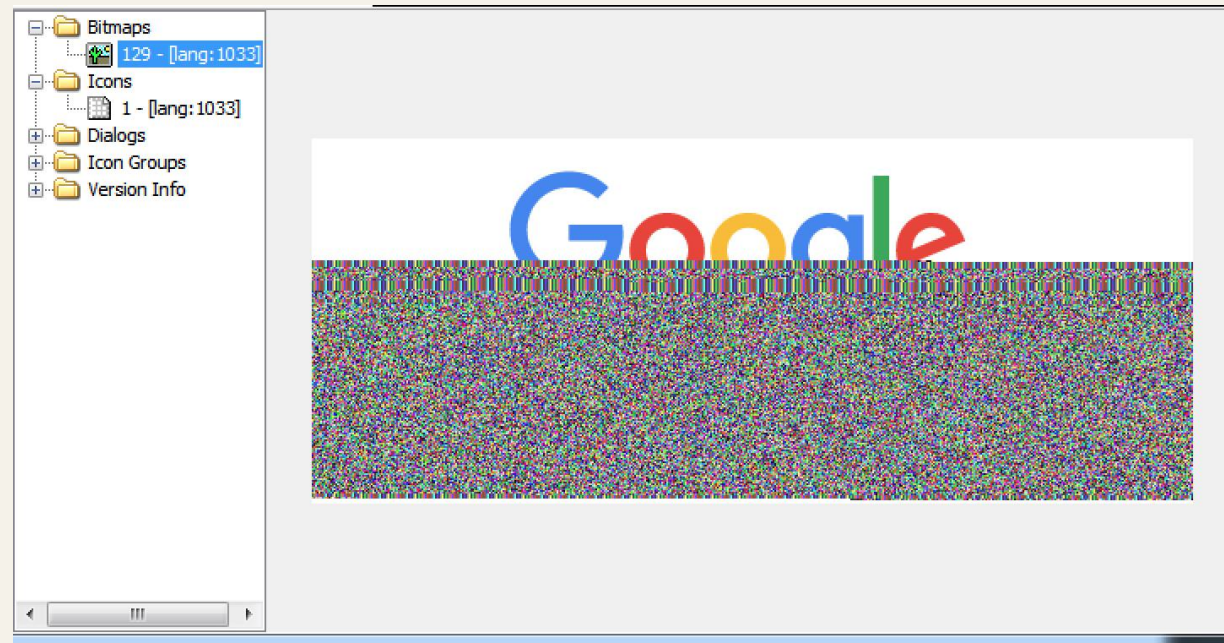 Bitmaps
129 - [lang:1033]
Icons
1 - [lang:1033]
Dialogs
Icon Groups
Version Info
Google